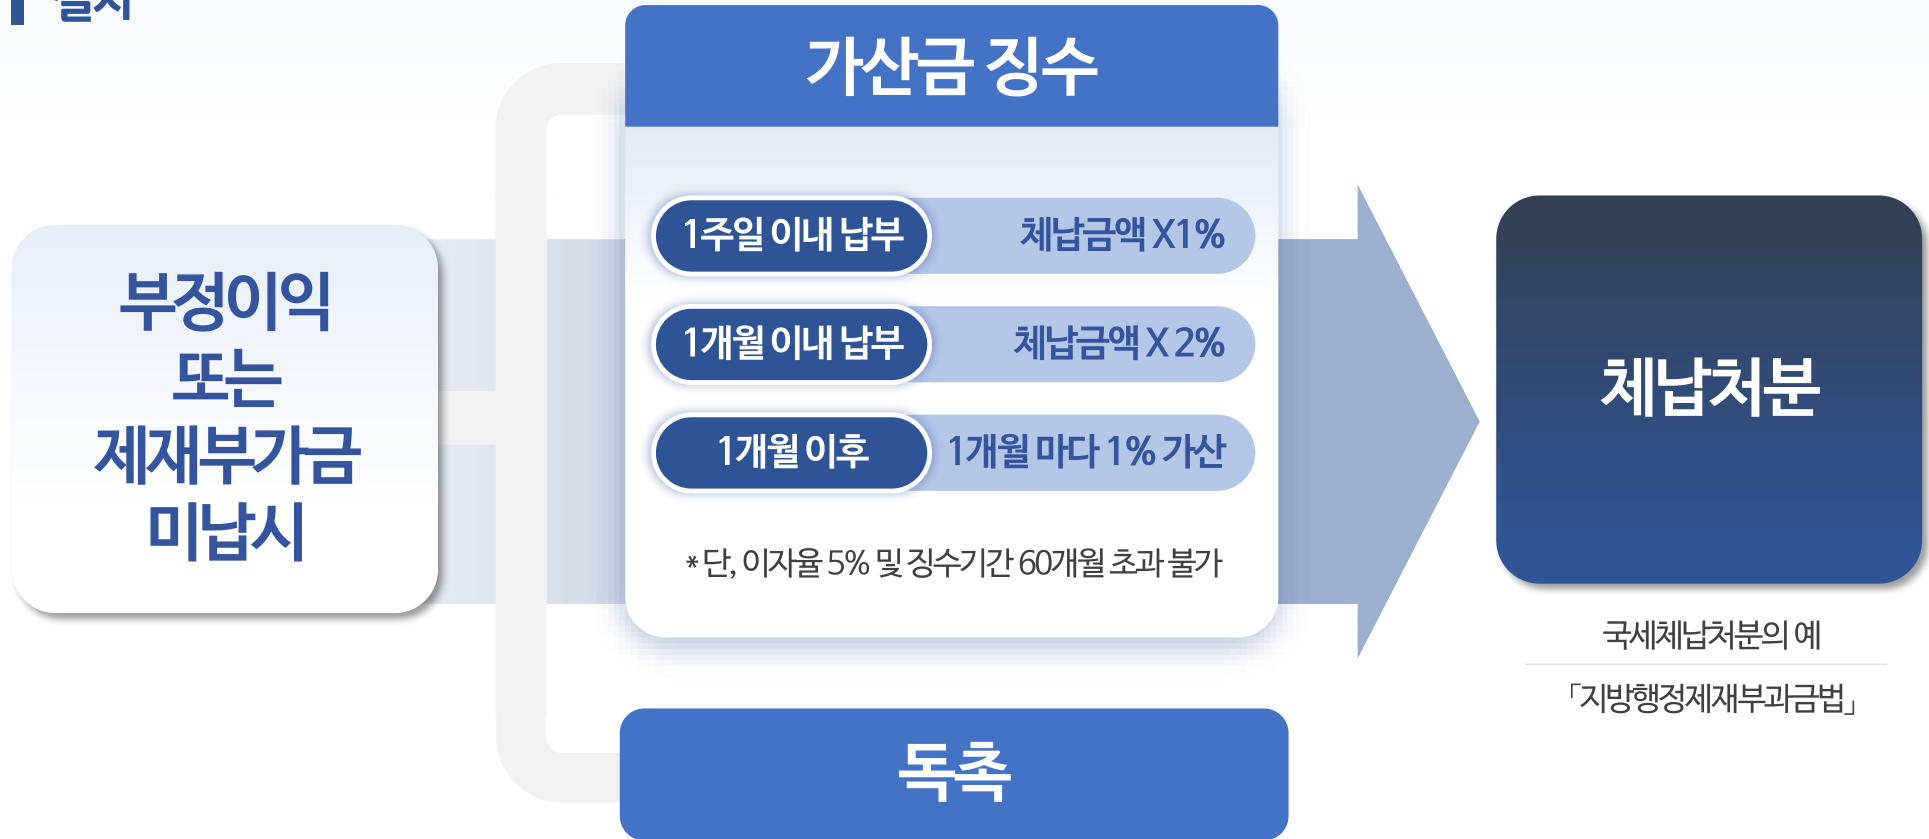 절차
부정이익
또는
제재부가금
미납시
가산금 징수
1주일 이내 납부 체납금액 X1%
1개월 이내 납부 체납금액 X 2%
1개월 이후 1개월 마다 1% 가산
* 단, 이자율 5% 및 징수기간 60개월 초과 불가
독촉
체납처분
국세체납처분의 예
「지방행정제재부과금법」